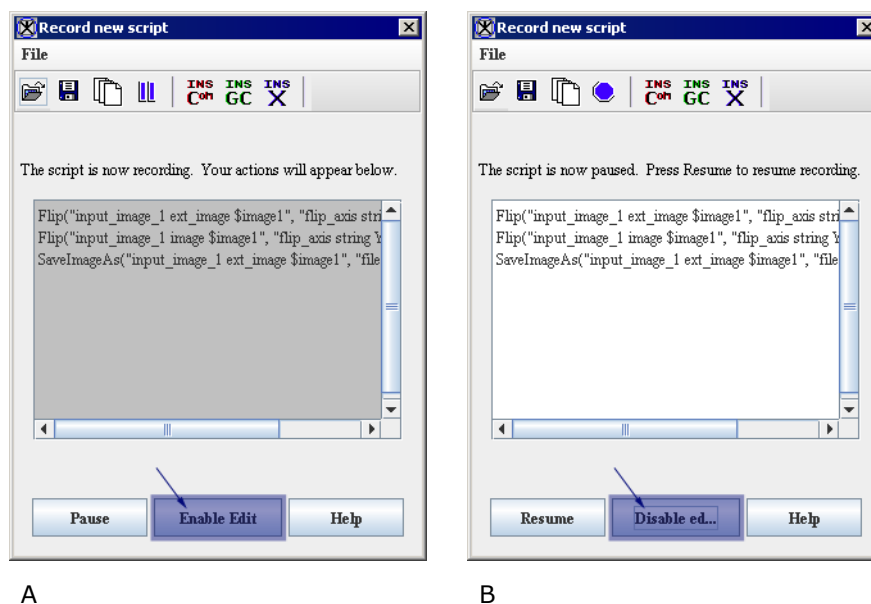 Record new script
File
INS Com INS GC INS X
The script is now recording. Your actions will appear below.
Flip("input_image_1 ext_image $image1", "flip_axis stri
Flip("input_image_1 image $image1", "flip_axis string Y
SaveImageAs("input_image_1 ext_image $image1", "file
Pause Enable Edit Help
A
Record new script
File
INS Com INS GC INS X
The script is now paused. Press Resume to resume recording.
Flip("input_image_1 ext_image $image1", "flip_axis stri
Flip("input_image_1 image $image1", "flip_axis string Y
SaveImageAs("input_image_1 ext_image $image1", "file
Resume Disable ed... Help
B